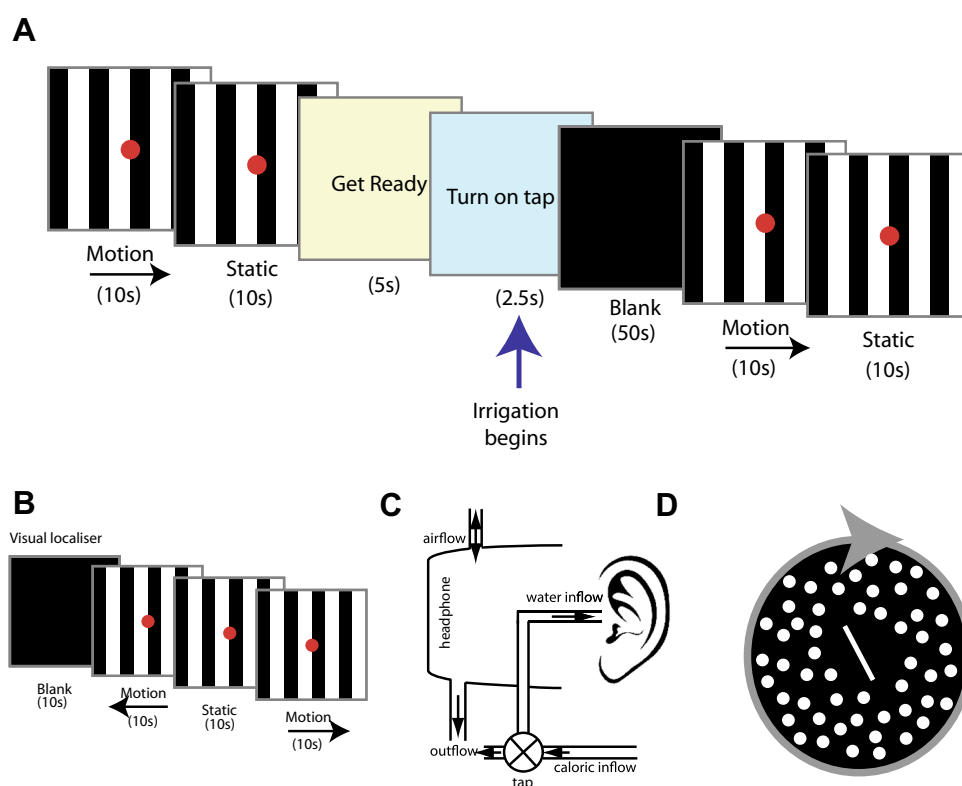 A
Get Ready
Turn on tap
Motion
(10s)
Static
(10s)
(5s)
(2.5s)
Blank
(50s)
Motion
(10s)
Static
(10s)
Irrigation
begins
B
Visual localiser
Blank
(10s)
Motion
(10s)
Static
(10s)
Motion
(10s)
C
airflow
headphone
water inflow
outflow
caloric inflow
tap
D